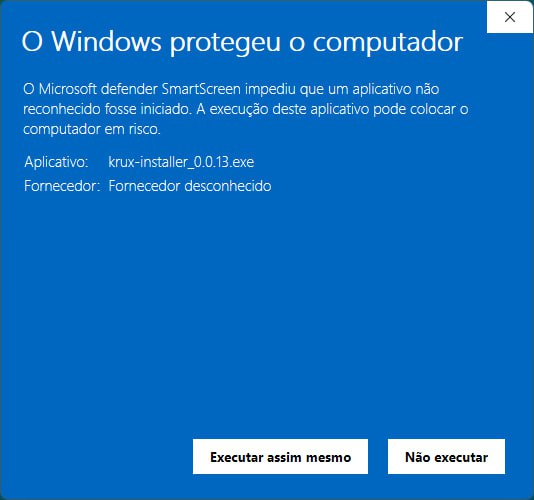 O Windows protegeu o computador
O Microsoft defender SmartScreen impediu que um aplicativo não
reconhecido fosse iniciado. A execução deste aplicativo pode colocar o
computador em risco.
Aplicativo: krux-installer_0.0.13.exe
Fornecedor: Fornecedor desconhecido
Executar assim mesmo Não executar